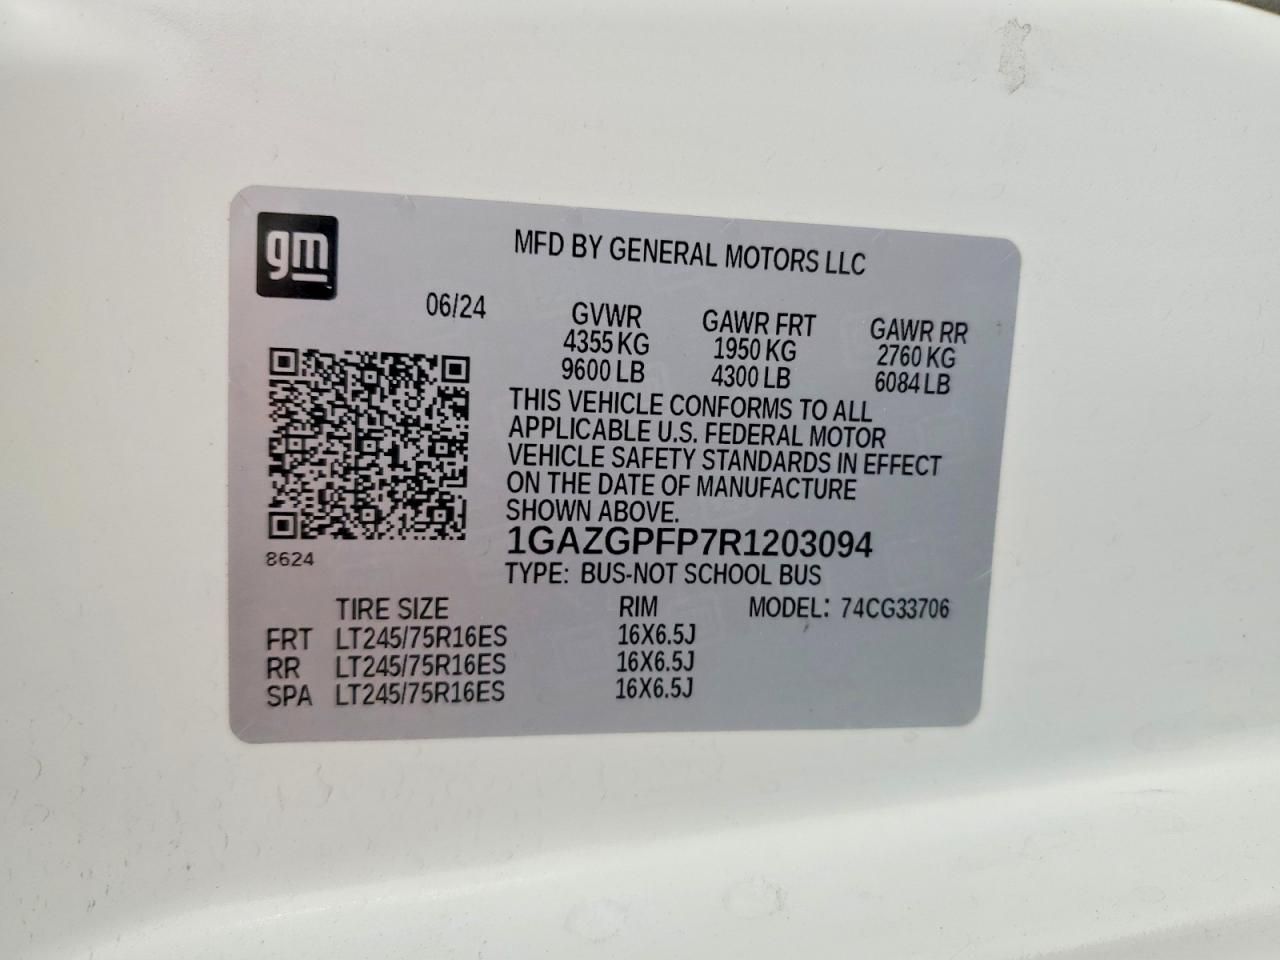 gm
MFD BY GENERAL MOTORS LLC
06/24 GVWR GAWR FRT GAWR RR
4355 KG 1950 KG 2760 KG
9600 LB 4300 LB 6084 LB
THIS VEHICLE CONFORMS TO ALL
APPLICABLE U.S. FEDERAL MOTOR
VEHICLE SAFETY STANDARDS IN EFFECT
ON THE DATE OF MANUFACTURE
SHOWN ABOVE.
1GAZGPFP7R1203094
8624
TYPE: BUS-NOT SCHOOL BUS
TIRE SIZE RIM MODEL: 74CG33706
FRT LT245/75R16ES 16X6.5J
RR LT245/75R16ES 16X6.5J
SPA LT245/75R16ES 16X6.5J